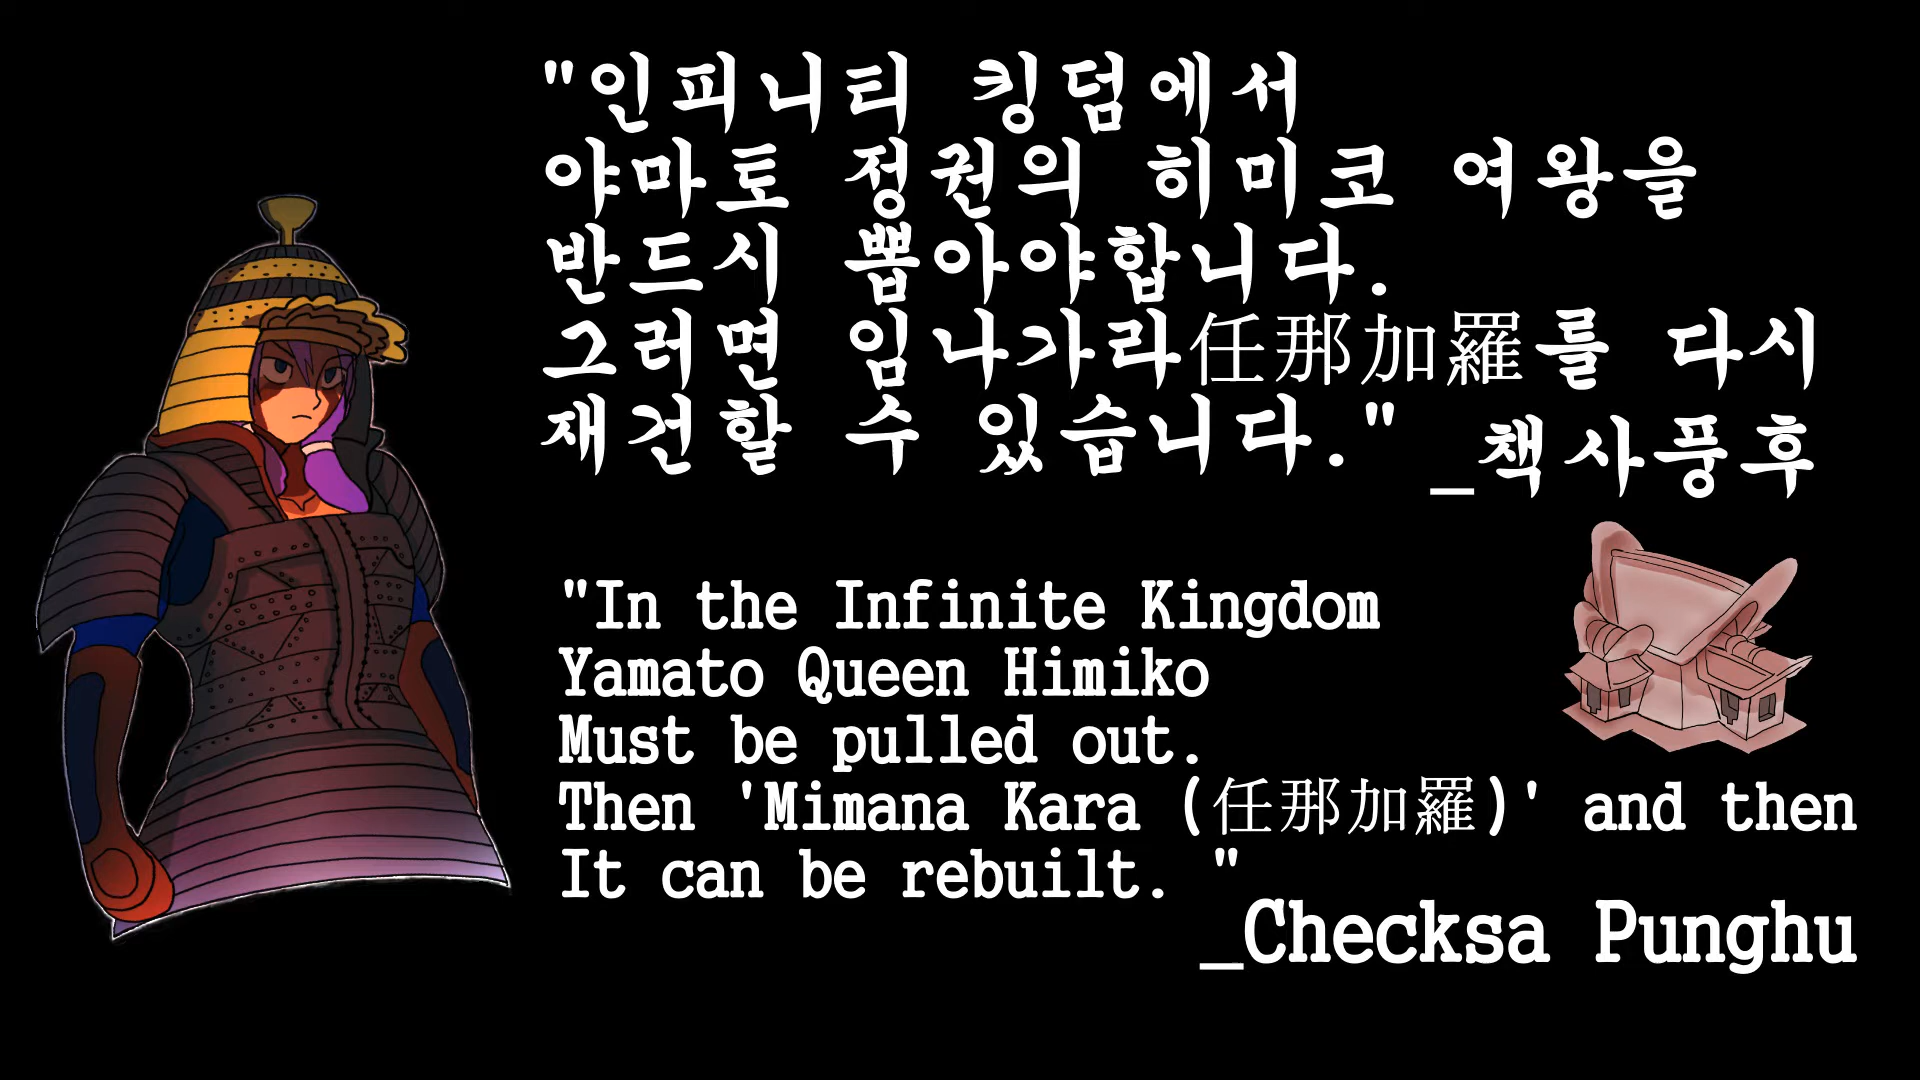 "인피니티 킹덤에서
야마토 정권의 히미코 여왕을
반드시 뽑아야합니다.
그러면 임나가라任那加羅를 다시
재건할 수 있습니다."
_책사풍후
"In the Infinite Kingdom
Yamato Queen Himiko
Must be pulled out.
Then 'Mimana Kara (任那加羅)' and then
It can be rebuilt. "
_Checksa Punghu